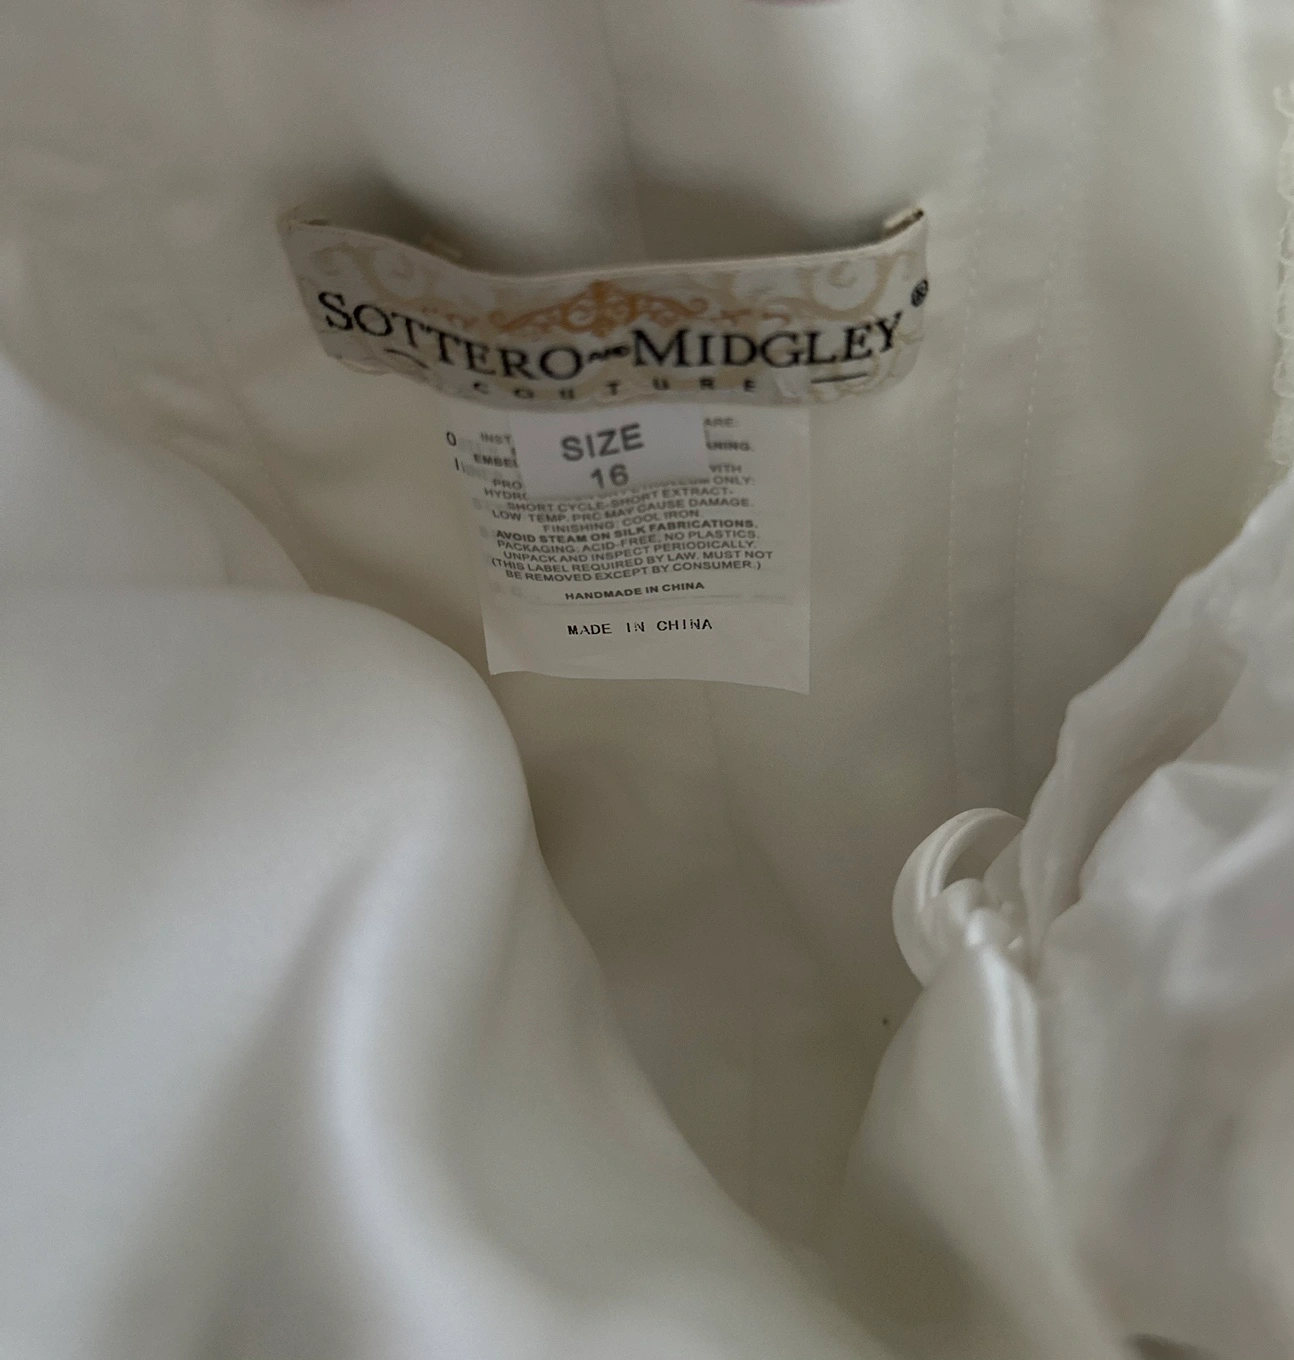 SOTTERO AND MIDGLEY®
COUTURE
SIZE
16
SHORT CYCLE-SHORT EXTRACT-
LOW TEMP. PRC MAY CAUSE DAMAGE.
FINISHING: COOL IRON.
AVOID STEAM ON SILK FABRICATIONS.
PACKAGING: ACID-FREE, NO PLASTICS.
UNPACK AND INSPECT PERIODICALLY.
(THIS LABEL REQUIRED BY LAW. MUST NOT
BE REMOVED EXCEPT BY CONSUMER.)
HANDMADE IN CHINA
MADE IN CHINA